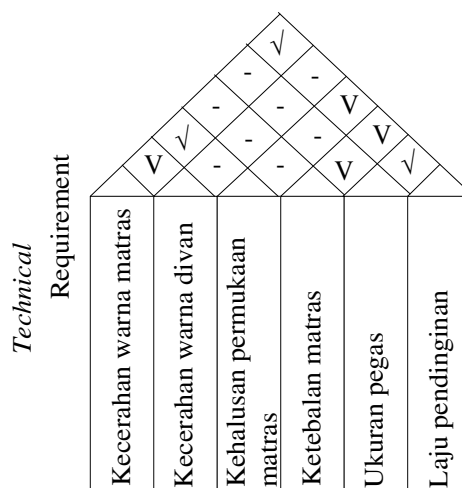 √
- -
- - V
√ - - V
V - - V √
Technical
Requirement
Kecerahan warna matras
Kecerahan warna divan
Kehalusan permukaan
matras
Ketebalan matras
Ukuran pegas
Laju pendinginan